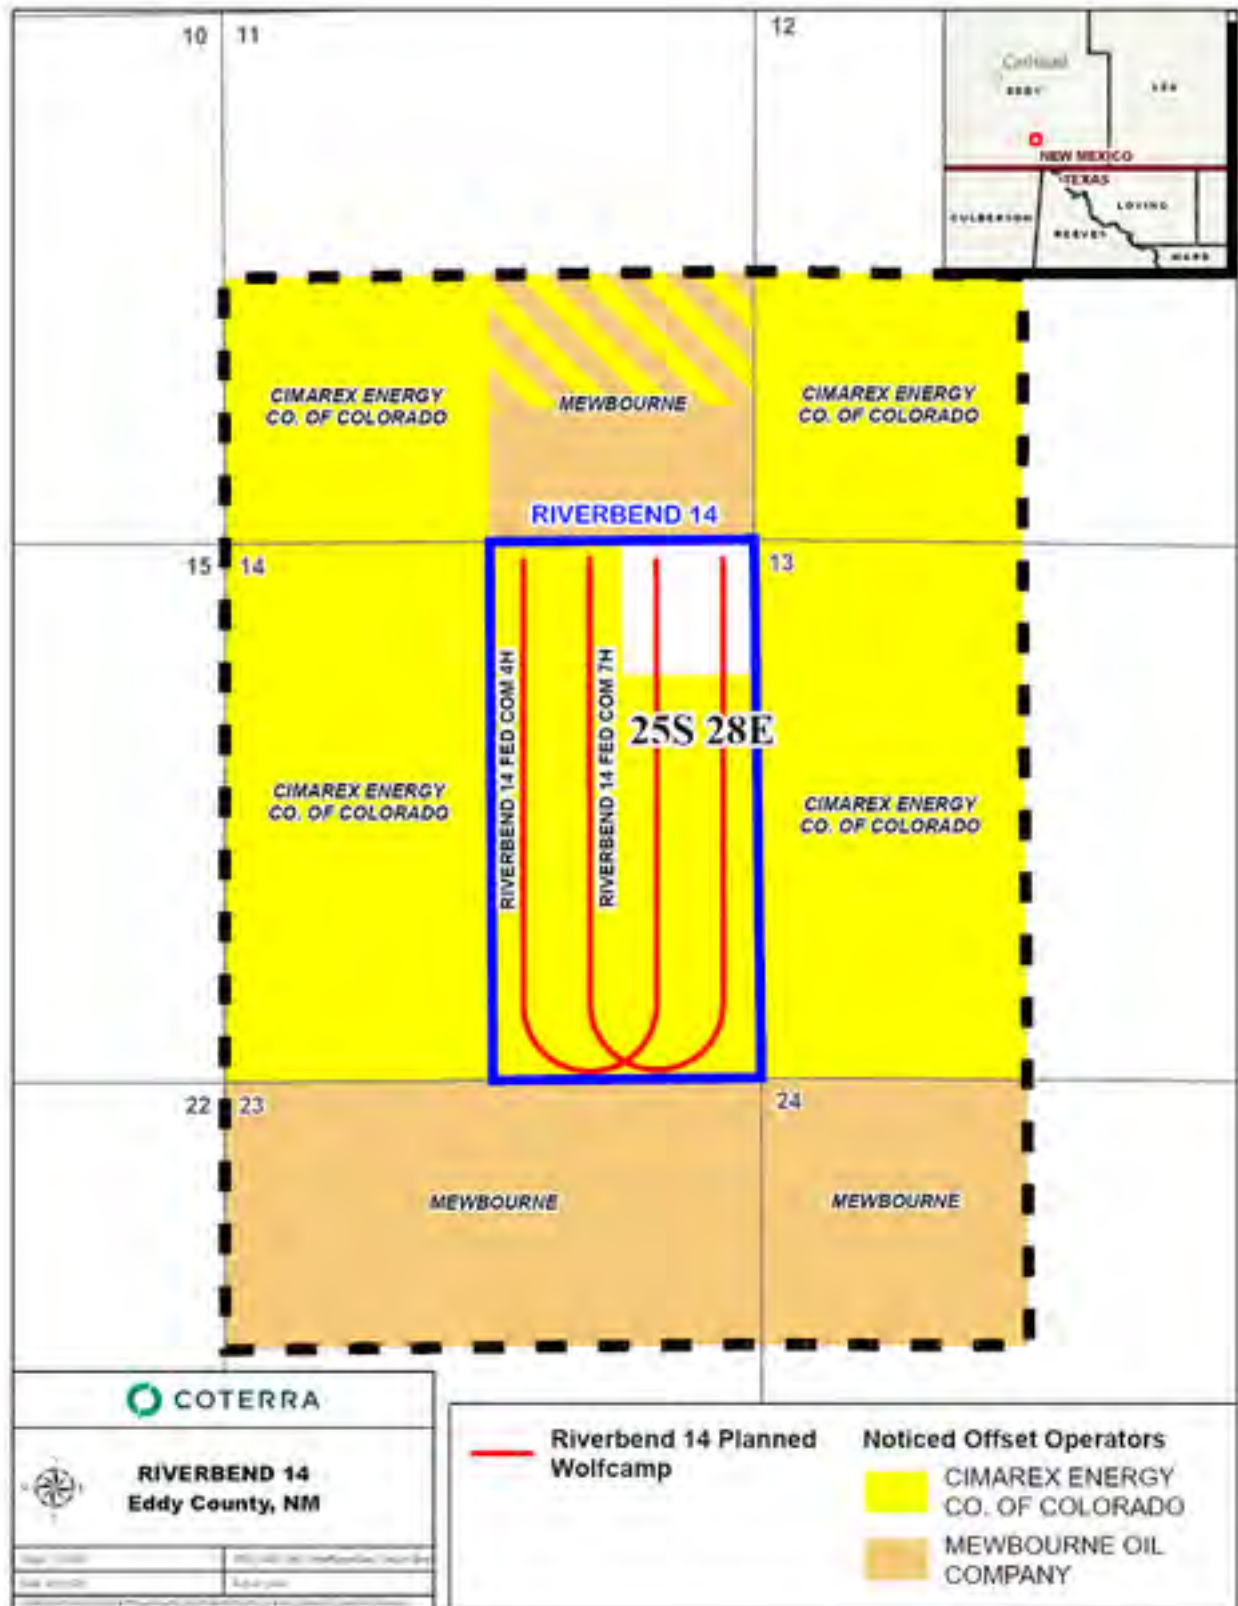 10
11
12
Carlsbad
EDDY
LEA
NEW MEXICO
TEXAS
CULBERSON
LOVING
REEVES
WARD
CIMAREX ENERGY
CO. OF COLORADO
MEWBOURNE
CIMAREX ENERGY
CO. OF COLORADO
RIVERBEND 14
15
14
13
RIVERBEND 14 FED COM 4H
RIVERBEND 14 FED COM 7H
25S 28E
CIMAREX ENERGY
CO. OF COLORADO
CIMAREX ENERGY
CO. OF COLORADO
22
23
24
MEWBOURNE
MEWBOURNE
COTERRA
RIVERBEND 14
Eddy County, NM
Riverbend 14 Planned
Wolfcamp
Noticed Offset Operators
CIMAREX ENERGY
CO. OF COLORADO
MEWBOURNE OIL
COMPANY